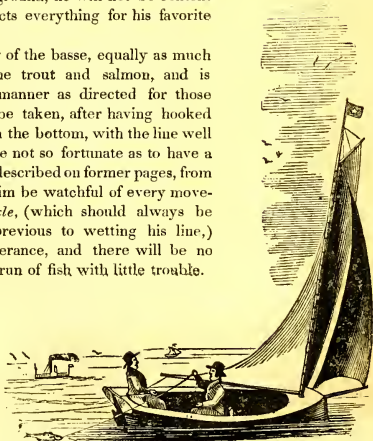 cts everything for his favorite
of the basse, equally as much
trout and salmon, and is
manner as directed for those
be taken, after having hooked
the bottom, with the line well
not so fortunate as to have a
described on former pages, from
im be watchful of every move-
cle, (which should always be
previous to wetting his line,)
erance, and there will be no
run of fish with little trouble.